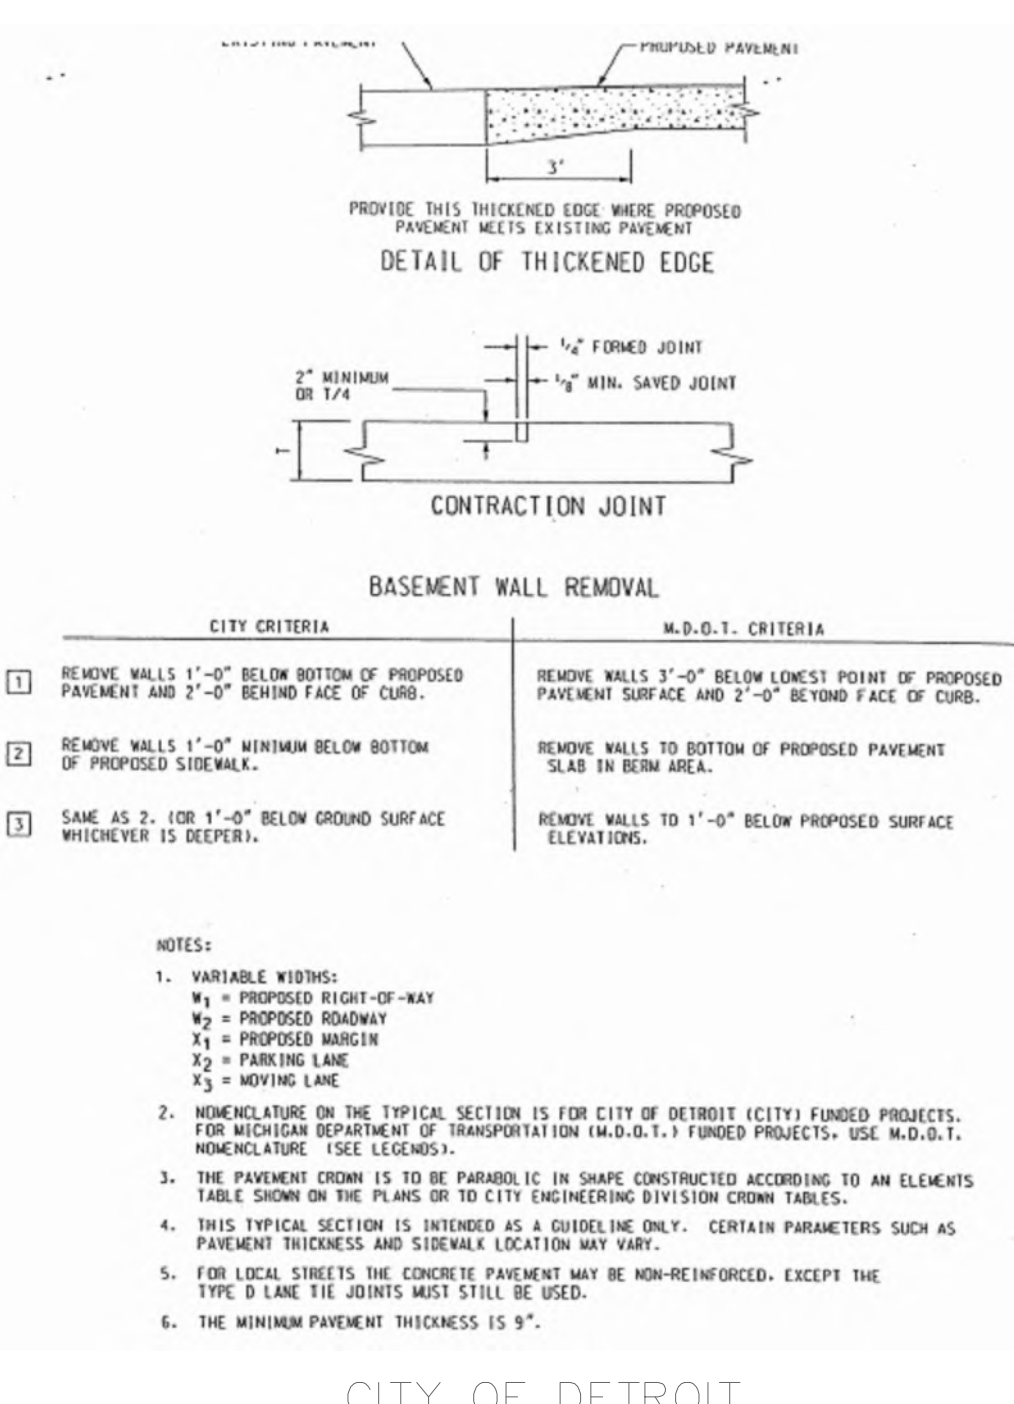 EXISTING PAVEMENT
PROPOSED PAVEMENT
3'
PROVIDE THIS THICKENED EDGE WHERE PROPOSED
PAVEMENT MEETS EXISTING PAVEMENT
DETAIL OF THICKENED EDGE
1/4" FORMED JOINT
2" MINIMUM
OR T/4
1/8" MIN. SAVED JOINT
T
CONTRACTION JOINT
BASEMENT WALL REMOVAL
CITY CRITERIA
M.D.O.T. CRITERIA
1
REMOVE WALLS 1'-0" BELOW BOTTOM OF PROPOSED
PAVEMENT AND 2'-0" BEHIND FACE OF CURB.
REMOVE WALLS 3'-0" BELOW LOWEST POINT OF PROPOSED
PAVEMENT SURFACE AND 2'-0" BEYOND FACE OF CURB.
2
REMOVE WALLS 1'-0" MINIMUM BELOW BOTTOM
OF PROPOSED SIDEWALK.
REMOVE WALLS TO BOTTOM OF PROPOSED PAVEMENT
SLAB IN BERM AREA.
3
SAME AS 2. (OR 1'-0" BELOW GROUND SURFACE
WHICHEVER IS DEEPER).
REMOVE WALLS TO 1'-0" BELOW PROPOSED SURFACE
ELEVATIONS.
NOTES:
1. VARIABLE WIDTHS:
W1 = PROPOSED RIGHT-OF-WAY
W2 = PROPOSED ROADWAY
X1 = PROPOSED MARGIN
X2 = PARKING LANE
X3 = MOVING LANE
2. NOMENCLATURE ON THE TYPICAL SECTION IS FOR CITY OF DETROIT (CITY) FUNDED PROJECTS.
FOR MICHIGAN DEPARTMENT OF TRANSPORTATION (M.D.O.T.) FUNDED PROJECTS, USE M.D.O.T.
NOMENCLATURE (SEE LEGENDS).
3. THE PAVEMENT CROWN IS TO BE PARABOLIC IN SHAPE CONSTRUCTED ACCORDING TO AN ELEMENTS
TABLE SHOWN ON THE PLANS OR TO CITY ENGINEERING DIVISION CROWN TABLES.
4. THIS TYPICAL SECTION IS INTENDED AS A GUIDELINE ONLY. CERTAIN PARAMETERS SUCH AS
PAVEMENT THICKNESS AND SIDEWALK LOCATION MAY VARY.
5. FOR LOCAL STREETS THE CONCRETE PAVEMENT MAY BE NON-REINFORCED, EXCEPT THE
TYPE D LANE TIE JOINTS MUST STILL BE USED.
6. THE MINIMUM PAVEMENT THICKNESS IS 9".
CITY OF DETROIT